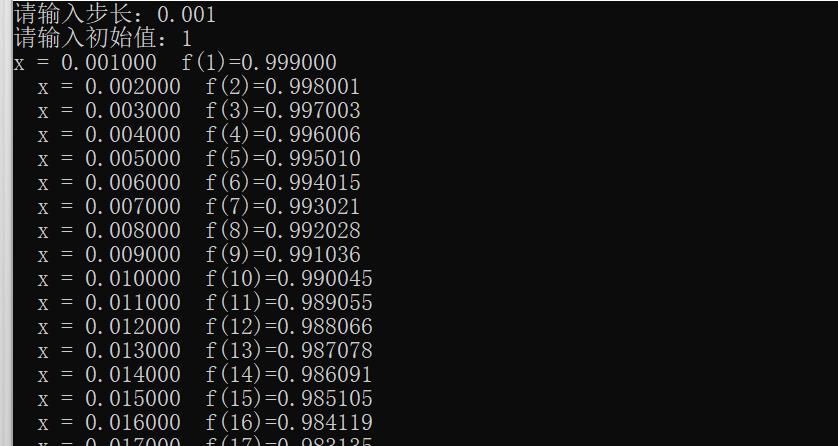 请输入步长：0.001
请输入初始值：1
x = 0.001000  f(1)=0.999000
  x = 0.002000  f(2)=0.998001
  x = 0.003000  f(3)=0.997003
  x = 0.004000  f(4)=0.996006
  x = 0.005000  f(5)=0.995010
  x = 0.006000  f(6)=0.994015
  x = 0.007000  f(7)=0.993021
  x = 0.008000  f(8)=0.992028
  x = 0.009000  f(9)=0.991036
  x = 0.010000  f(10)=0.990045
  x = 0.011000  f(11)=0.989055
  x = 0.012000  f(12)=0.988066
  x = 0.013000  f(13)=0.987078
  x = 0.014000  f(14)=0.986091
  x = 0.015000  f(15)=0.985105
  x = 0.016000  f(16)=0.984119
  x = 0.017000  f(17)=0.983135